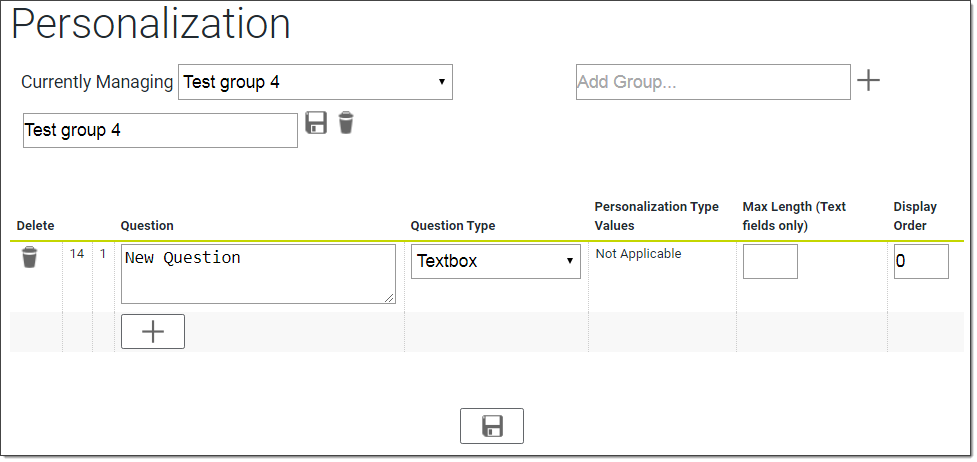 Personalization
Currently Managing Test group 4 Add Group...
Test group 4
Delete Question Question Type Personalization Type Values Max Length (Text fields only) Display Order
14 1 New Question Textbox Not Applicable 0